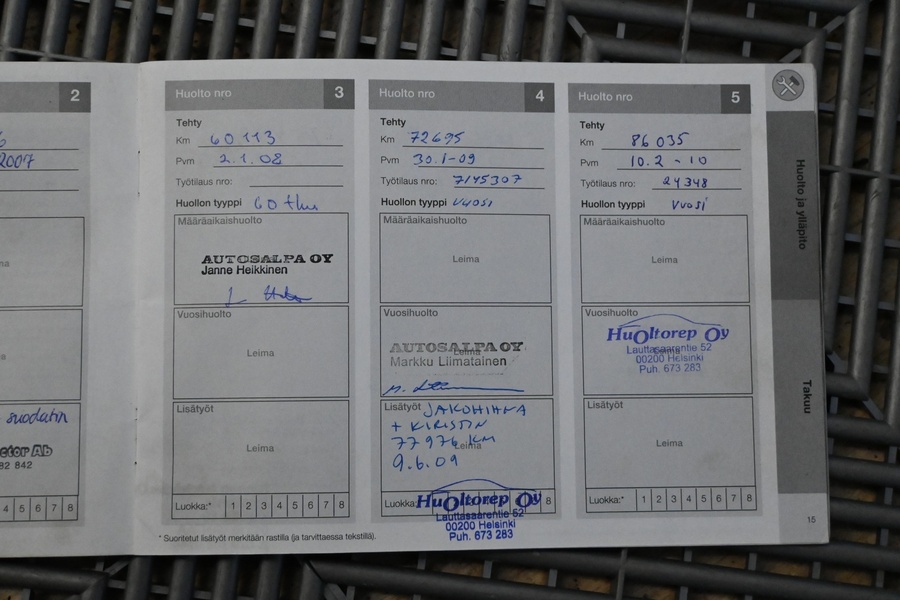 2
2007
suodatin
ctor Ab
82 842
4 5 6 7 8
Huolto nro 3
Tehty
Km 60 113
Pvm 2.1.08
Työtilaus nro:
Huollon tyyppi 60 tkm
Määräaikaishuolto
AUTOSALPA OY
Janne Heikkinen
Vuosihuolto
Leima
Lisätyöt
Leima
Luokka:* 1 2 3 4 5 6 7 8
* Suoritetut lisätyöt merkitään rastilla (ja tarvittaessa tekstillä).
Huolto nro 4
Tehty
Km 72695
Pvm 30.1-09
Työtilaus nro: 7145307
Huollon tyyppi vuosi
Määräaikaishuolto
Leima
Vuosihuolto
Leima
AUTOSALPA OY
Markku Liimatainen
Lisätyöt JAKOHIHNA
+ KIRISTIN
77976 KM
Leima
9.6.09
Luokka: 8
HuOltorep Oy
Lauttasaarentie 52
00200 Helsinki
Puh. 673 283
Huolto nro 5
Tehty
Km 86 035
Pvm 10.2-10
Työtilaus nro: 24348
Huollon tyyppi vuosi
Määräaikaishuolto
Leima
Vuosihuolto
HuOltorep Oy
Lauttasaarentie 52
Leima
00200 Helsinki
Puh. 673 283
Lisätyöt
Leima
Luokka:* 1 2 3 4 5 6 7 8
Huolto ja ylläpito
Takuu
15